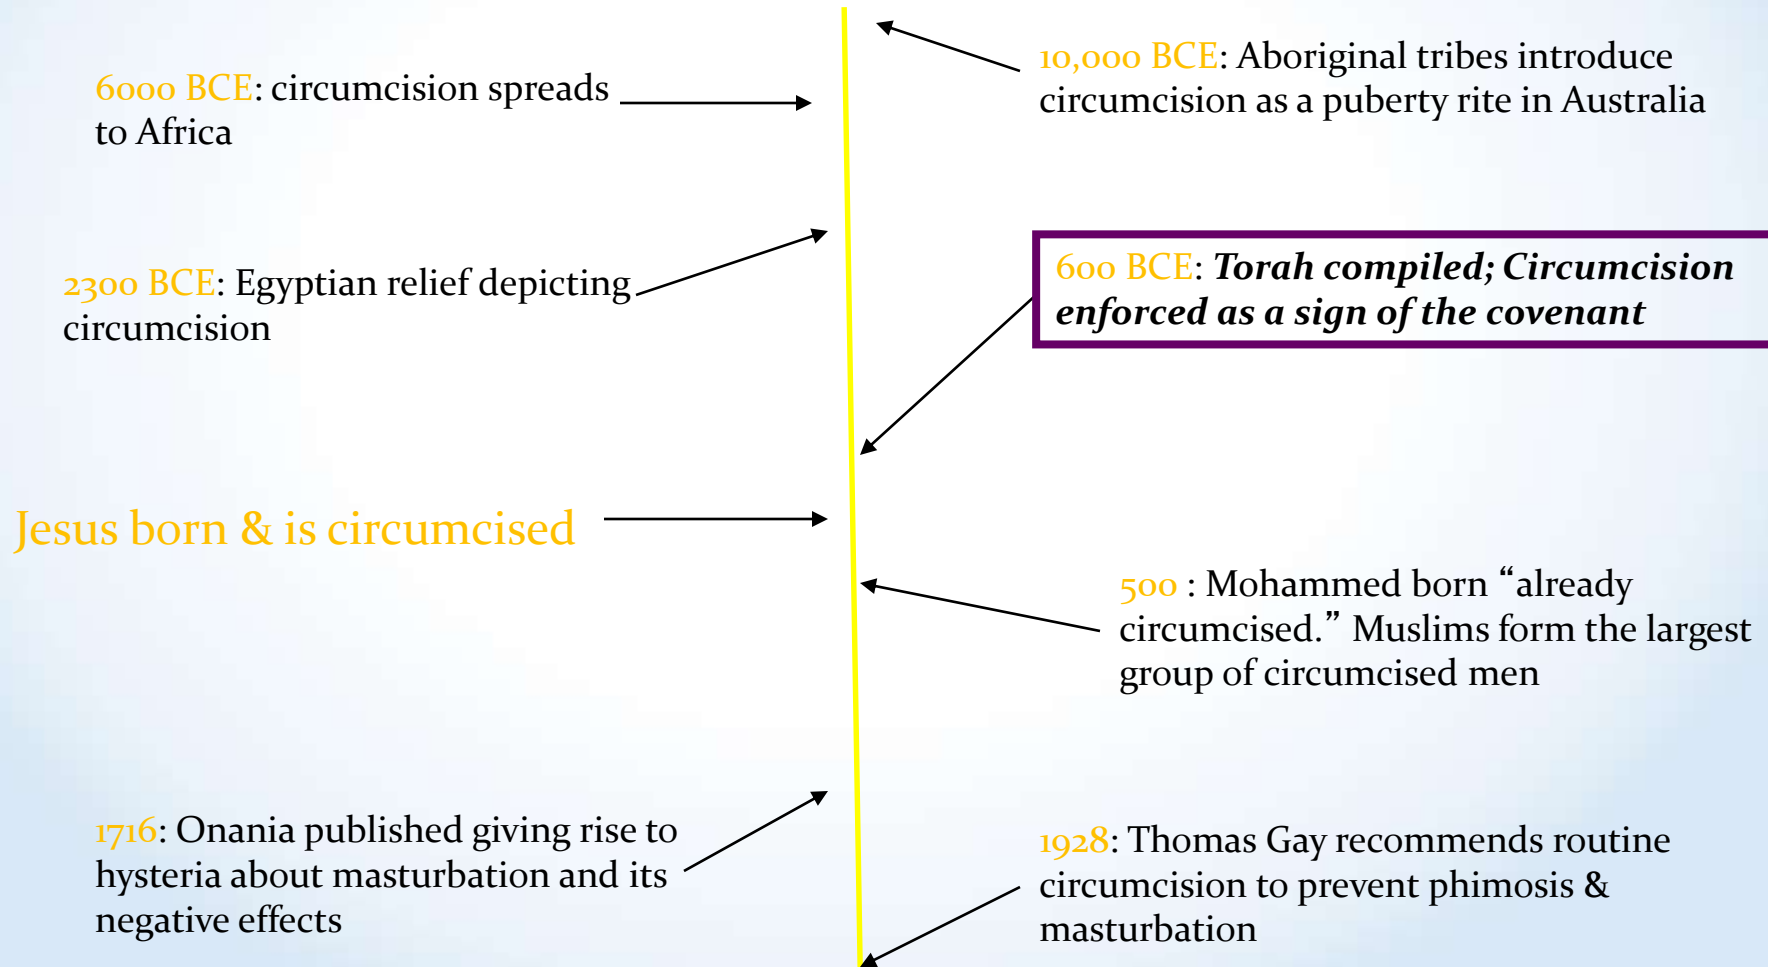 10,000 BCE: Aboriginal tribes introduce
circumcision as a puberty rite in Australia
6000 BCE: circumcision spreads
to Africa
2300 BCE: Egyptian relief depicting
circumcision
600 BCE: Torah compiled; Circumcision
enforced as a sign of the covenant
Jesus born & is circumcised
500 : Mohammed born “already
circumcised.” Muslims form the largest
group of circumcised men
1716: Onania published giving rise to
hysteria about masturbation and its
negative effects
1928: Thomas Gay recommends routine
circumcision to prevent phimosis &
masturbation